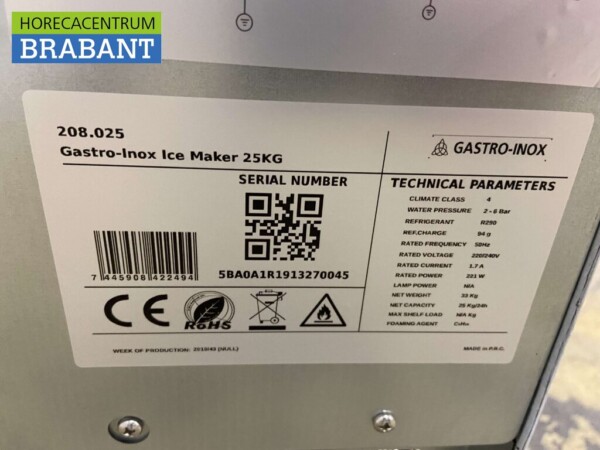 HORECACENTRUM
BRABANT
208.025
Gastro-Inox Ice Maker 25KG
GASTRO-INOX
SERIAL NUMBER
5BA0A1R1913270045
7 445908 422494
CE
RoHS
WEEK OF PRODUCTION: 2019/43 (NULL)
TECHNICAL PARAMETERS
CLIMATE CLASS 4
WATER PRESSURE 2 - 6 Bar
REFRIGERANT R290
REF.CHARGE 94 g
RATED FREQUENCY 50Hz
RATED VOLTAGE 220/240V
RATED CURRENT 1.7 A
RATED POWER 221 W
LAMP POWER N/A
NET WEIGHT 33 Kg
NET CAPACITY 25 Kg/24h
MAX SHELF LOAD N/A Kg
FOAMING AGENT
MADE IN P.R.C.